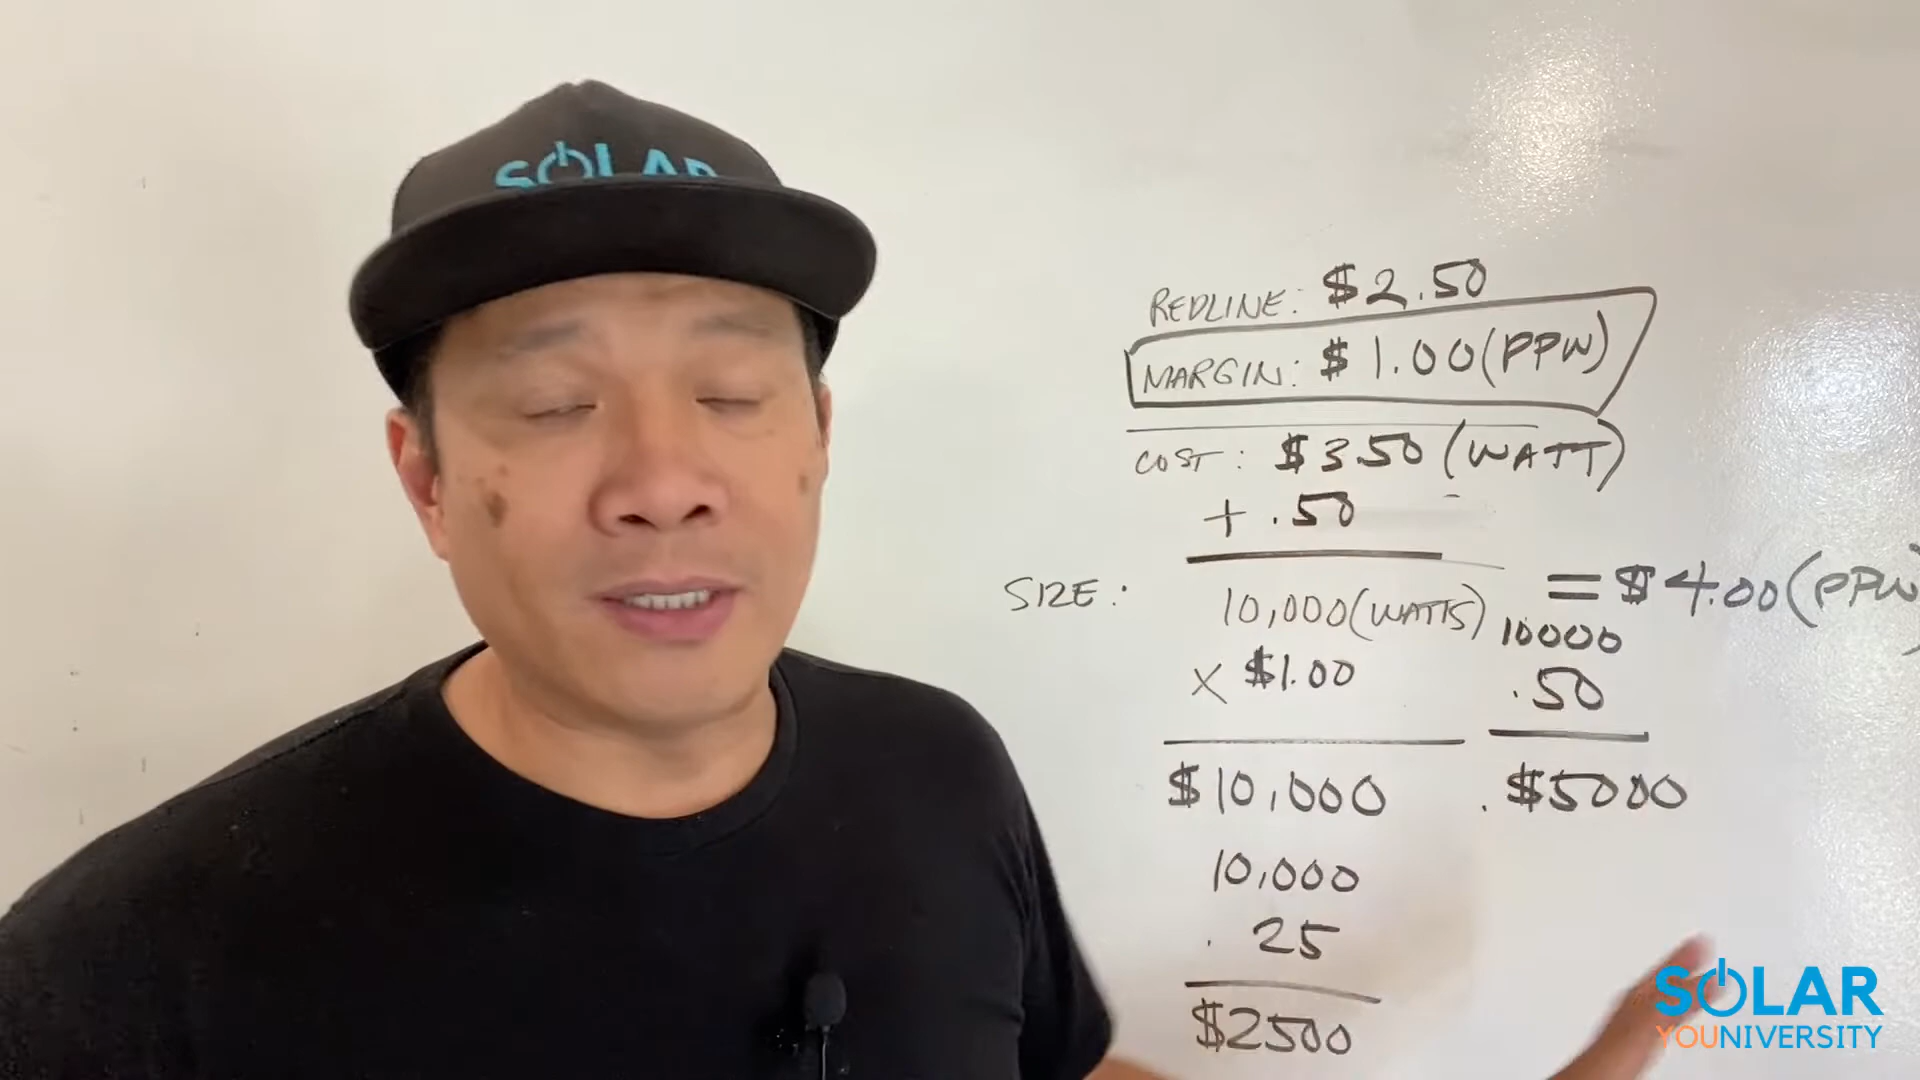 SOLAR
REDLINE: $2.50
MARGIN: $1.00(PPW)
COST: $3.50 (WATT)
+ .50
SIZE: 10,000(WATTS) = $4.00(PPW)
x $1.00
$10,000
10000
.50
$5000
10,000
.25
$2500
SOLAR
YOUNIVERSITY